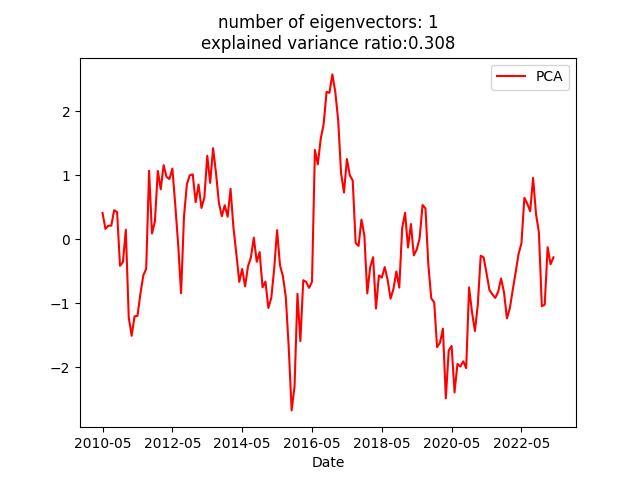 number of eigenvectors: 1
explained variance ratio:0.308
PCA
2
1
0
−1
−2
2010-05 2012-05 2014-05 2016-05 2018-05 2020-05 2022-05
Date